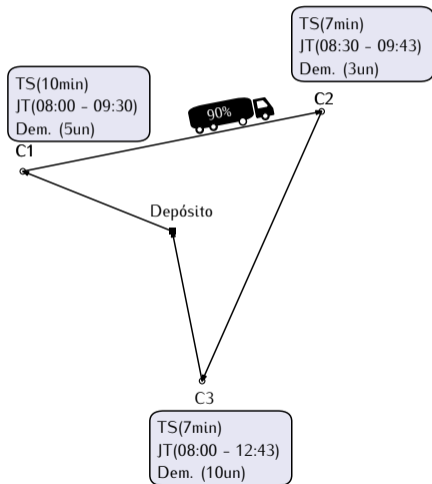 TS(7min)
JT(08:30 - 09:43)
Dem. (3un)
C2
TS(10min)
JT(08:00 - 09:30)
Dem. (5un)
C1
90%
Depósito
C3
TS(7min)
JT(08:00 - 12:43)
Dem. (10un)